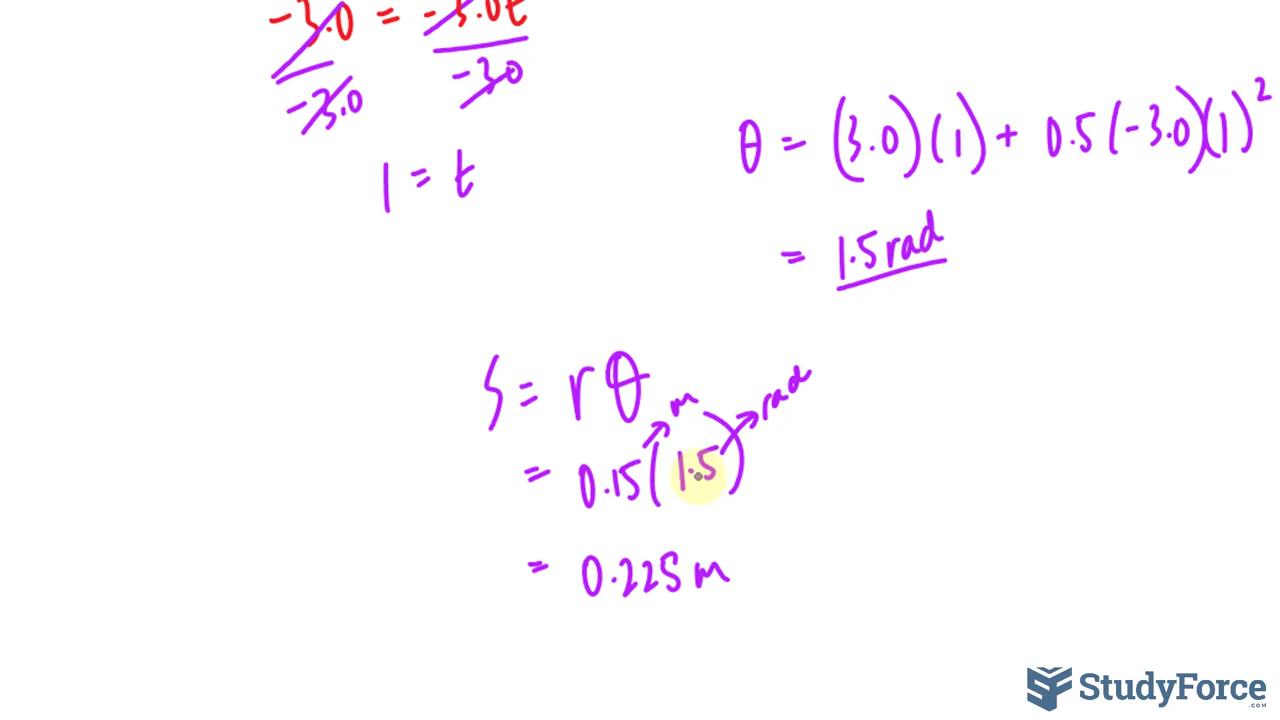 -3.0 = -3.0t
-3.0 -3.0
1 = t
θ = (3.0)(1) + 0.5(-3.0)(1)²
= 1.5 rad
S = rθ
m rad
= 0.15(1.5)
= 0.225 m
StudyForce
.COM